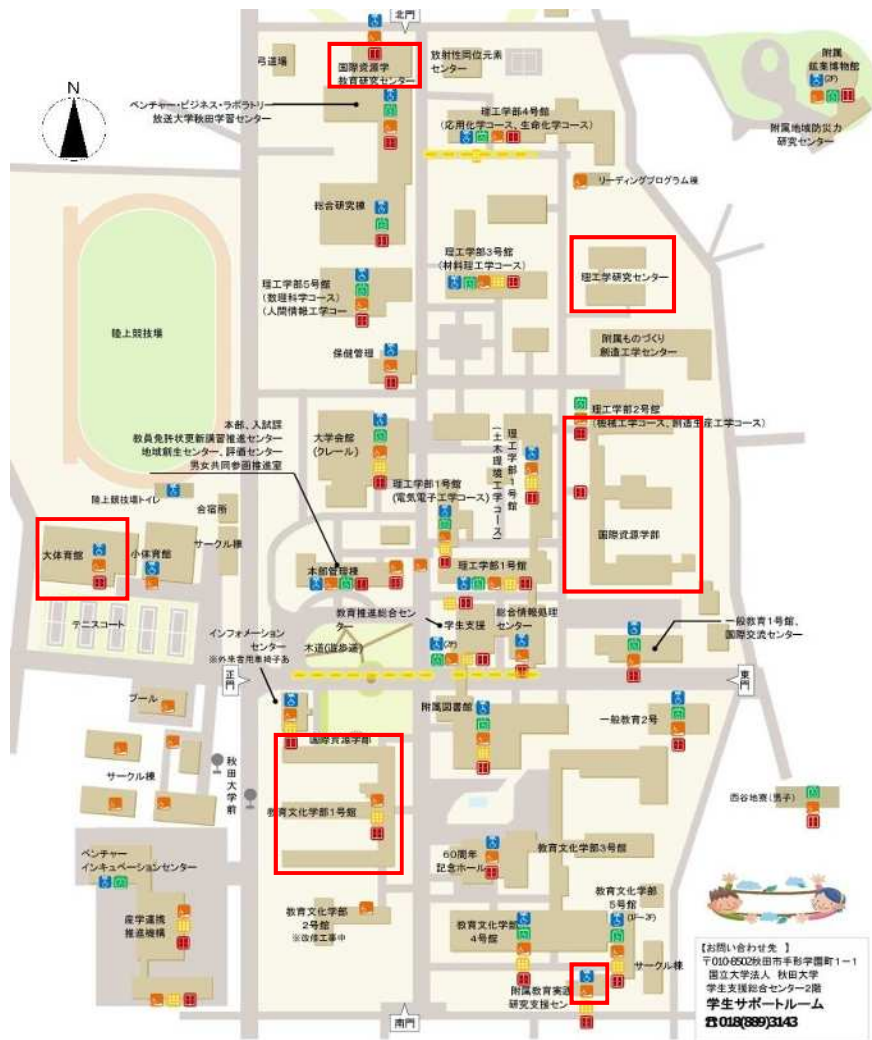 北門
国際資源学
教育研究センター
弓道場
放射性同位元素
センター
附属
鉱業博物館
(2F)
附属地域防災力
研究センター
N
ベンチャー・ビジネス・ラボラトリー
放送大学秋田学習センター
理工学部4号館
(応用化学コース、生命化学コース)
リーディングプログラム棟
総合研究棟
理工学部3号館
(材料理工学コース)
理工学研究センター
理工学部5号館
(数理科学コース)
(人間情報工学コー
陸上競技場
附属ものづくり
創造工学センター
保健管理
本部、入試課
教員免許状更新講習推進センター
地域創生センター、評価センター
男女共同参画推進室
大学会館
(クレール)
理工学部2号館
(機械工学コース、創造生産工学コース)
理工学部1号館
(土木環境工学コース)
理工学部1号館
(電気電子工学コース)
陸上競技場トイレ
合宿所
サークル棟
大体育館
小体育館
国際資源学部
本部管理棟
理工学部1号館
テニスコート
教育推進総合セン
ター
学生支援
(2F)
総合情報処理
センター
一般教育1号館、
国際交流センター
インフォメーション
センター
※外来者用車椅子あ
木道(遊歩道)
正門
東門
プール
附属図書館
一般教育2号
国際資源学部
サークル棟
秋田大学前
教育文化学部1号館
西谷地寮(男子)
ベンチャー
インキュベーションセンター
60周年
記念ホール
教育文化学部3号館
産学連携
推進機構
教育文化学部
2号館
※改修工事中
教育文化学部
4号館
教育文化学部
5号館
(1F~2F)
サークル棟
附属教育実践
研究支援セン
南門
【お問い合わせ先 】
〒010-8502秋田市手形学園町1-1
国立大学法人 秋田大学
学生支援総合センター2階
学生サポートルーム
☎018(889)3143